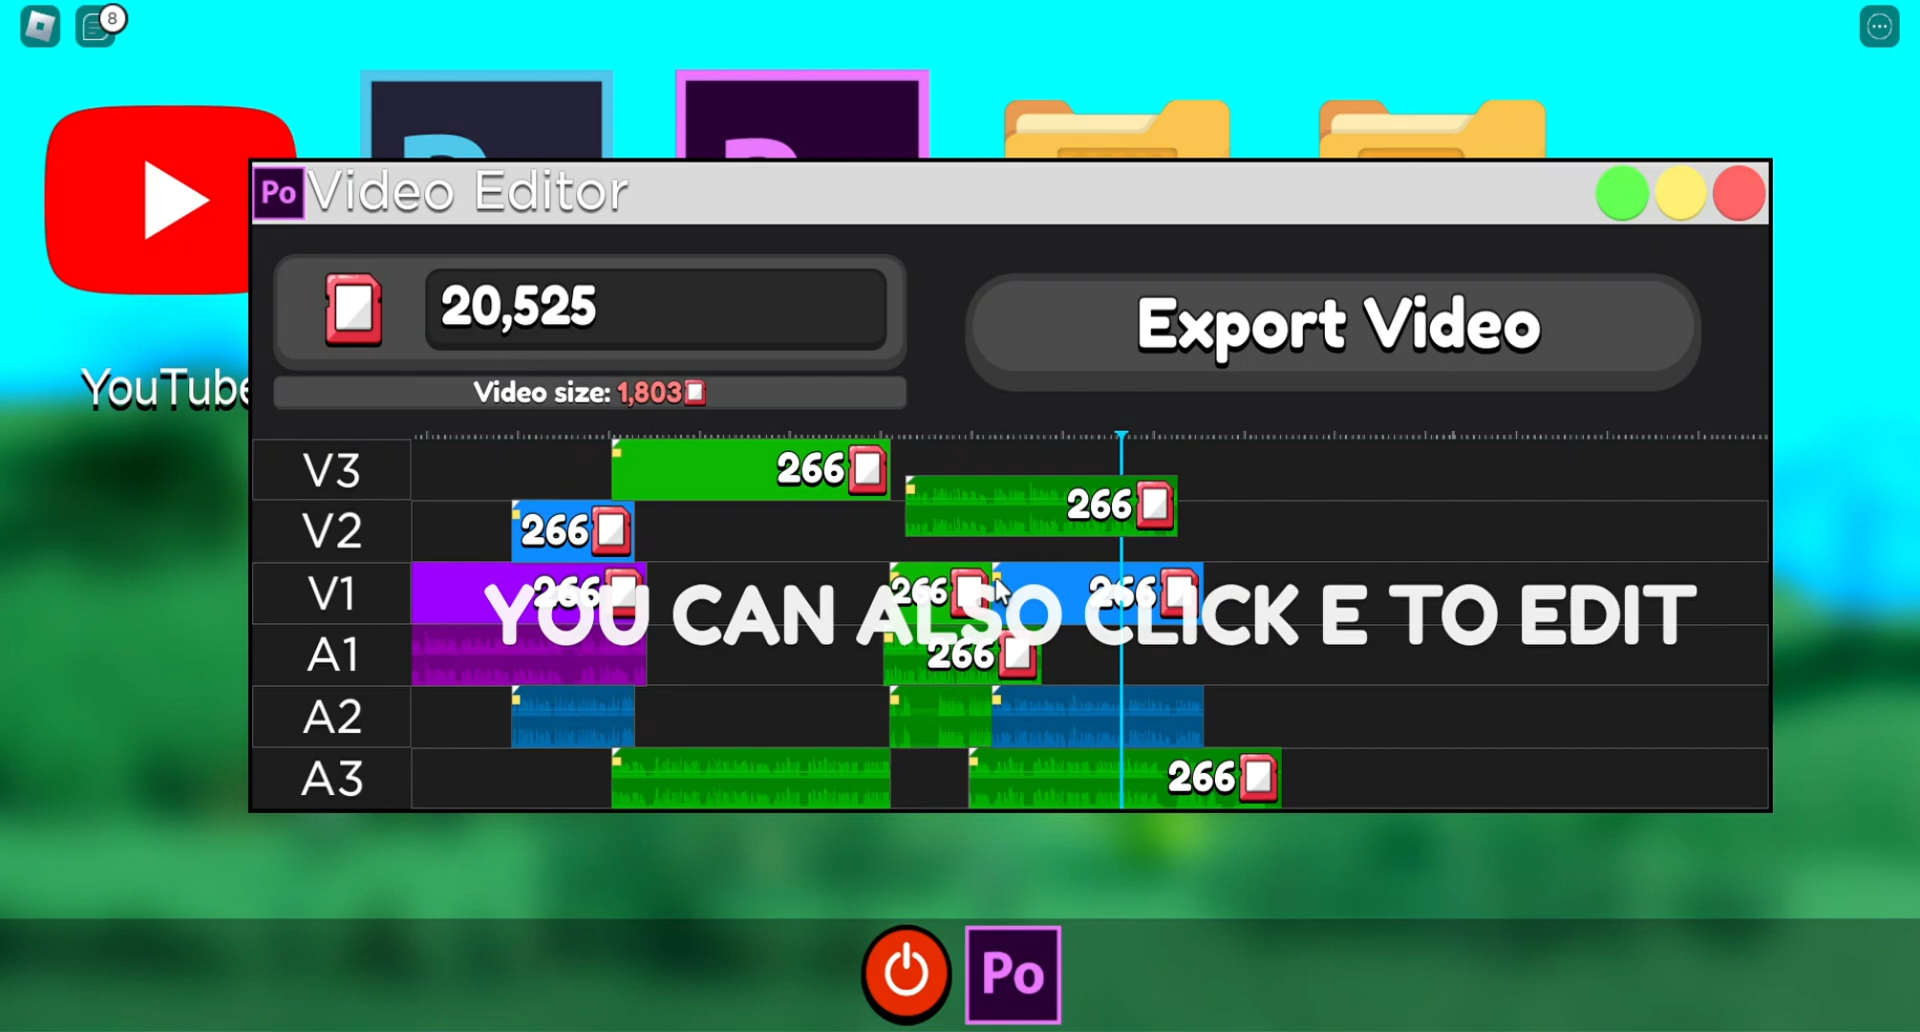 8
Po Video Editor
20,525
Export Video
Video size: 1,803
YouTube
V3 266
266
V2 266
V1 266 266 266
YOU CAN ALSO CLICK E TO EDIT
A1 266
A2
A3 266
Po